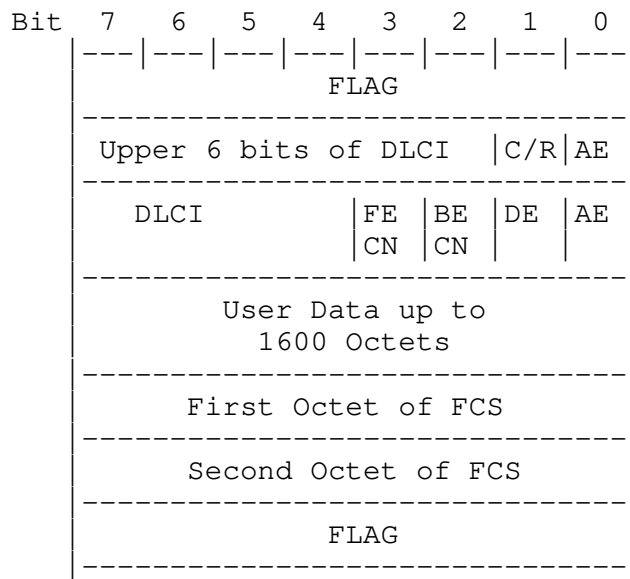 Bit 7 6 5 4 3 2 1 0
|---|---|---|---|---|---|---|---
FLAG
-------------------------------
Upper 6 bits of DLCI |C/R|AE
-------------------------------
DLCI |FE |BE |DE |AE
|CN |CN | |
-------------------------------
User Data up to
1600 Octets
-------------------------------
First Octet of FCS
-------------------------------
Second Octet of FCS
-------------------------------
FLAG
-------------------------------